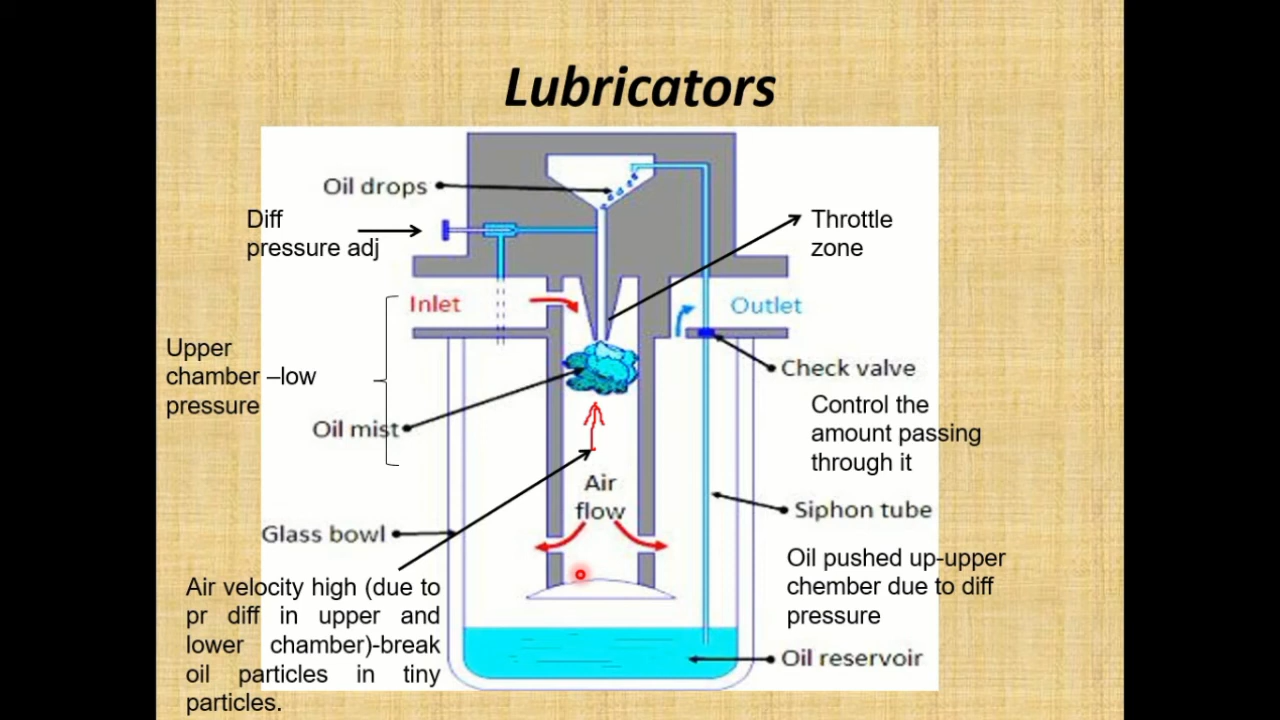 Lubricators
Oil drops
Diff
pressure adj
Throttle
zone
Inlet
Outlet
Upper
chamber –low
pressure
Check valve
Control the
amount passing
through it
Oil mist
Air
flow
Siphon tube
Glass bowl
Oil pushed up-upper
chember due to diff
pressure
Air velocity high (due to
pr diff in upper and
lower chamber)-break
oil particles in tiny
particles.
Oil reservoir